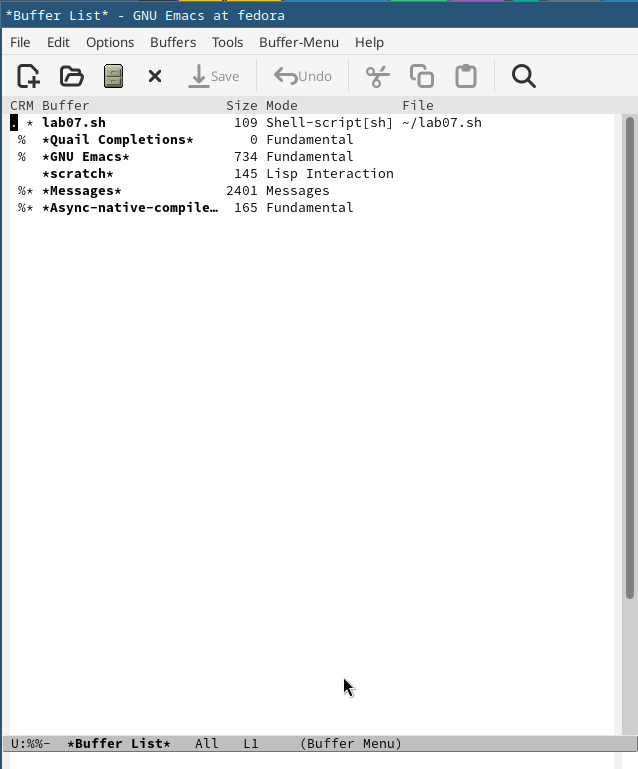 *Buffer List* - GNU Emacs at fedora
File Edit Options Buffers Tools Buffer-Menu Help
Save Undo
CRM Buffer Size Mode File
. * lab07.sh 109 Shell-script[sh] ~/lab07.sh
% *Quail Completions* 0 Fundamental
% *GNU Emacs* 734 Fundamental
*scratch* 145 Lisp Interaction
%* *Messages* 2401 Messages
%* *Async-native-compile… 165 Fundamental
U:%%- *Buffer List* All L1 (Buffer Menu)